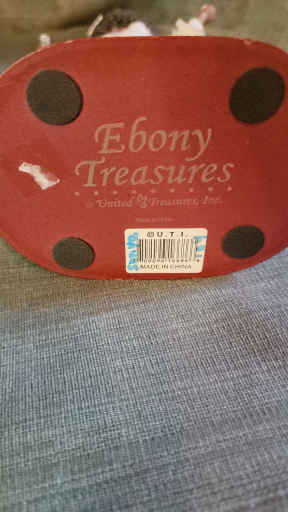 Ebony
Treasures
© United Treasures, Inc.
© U.T.I.
MADE IN CHINA